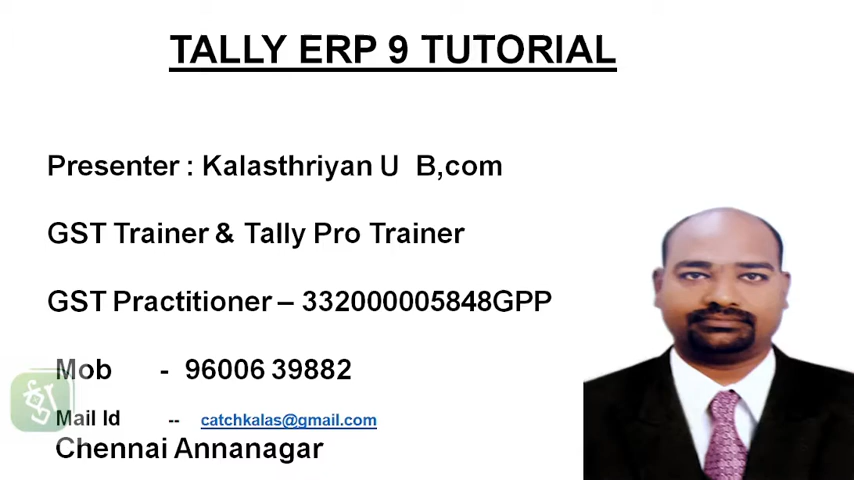 TALLY ERP 9 TUTORIAL
Presenter : Kalasthriyan U B,com
GST Trainer & Tally Pro Trainer
GST Practitioner – 332000005848GPP
Mob - 96006 39882
Mail Id -- catchkalas@gmail.com
Chennai Annanagar